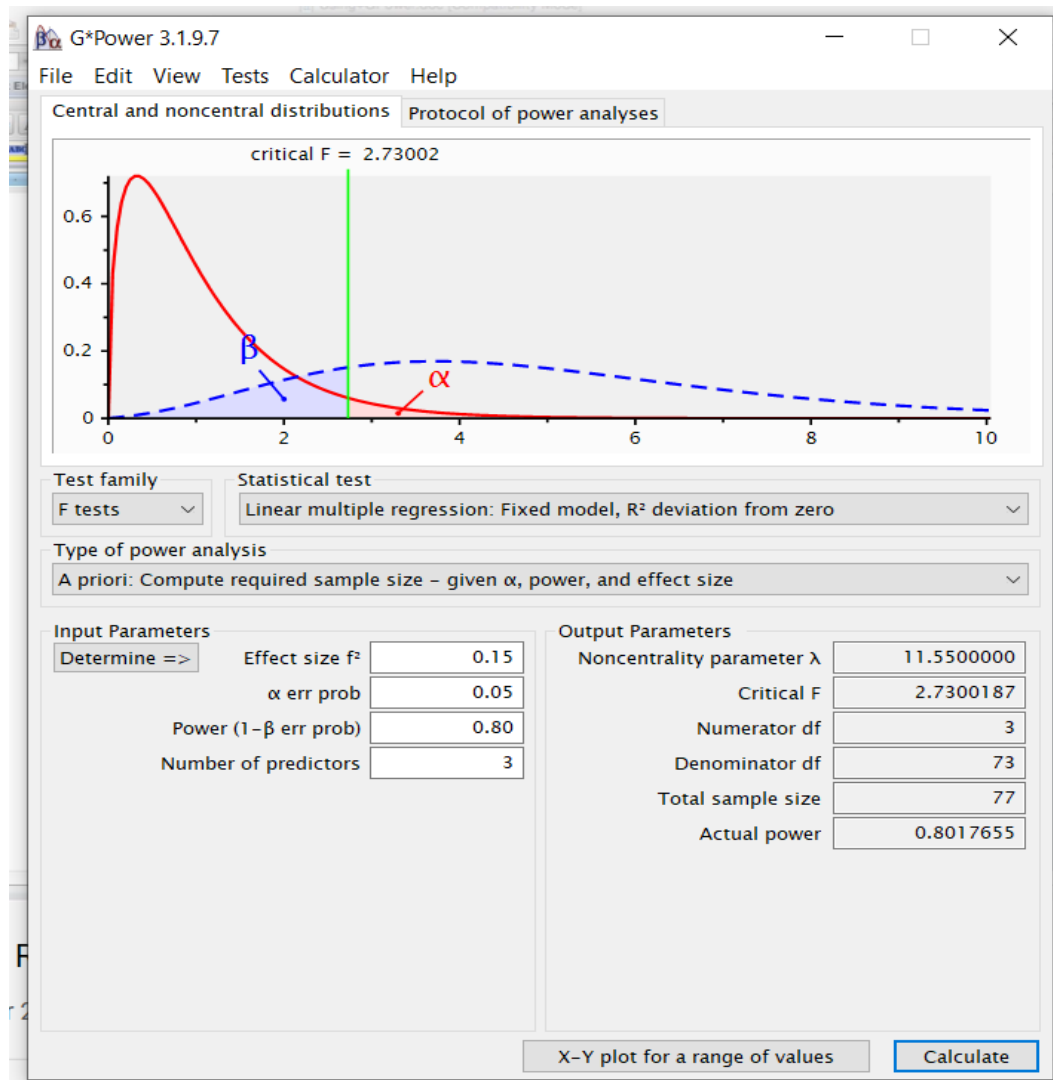 G*Power 3.1.9.7
File Edit View Tests Calculator Help
Central and noncentral distributions Protocol of power analyses
critical F = 2.73002
0.6
0.4
0.2
0
β
α
0 2 4 6 8 10
Test family Statistical test
F tests Linear multiple regression: Fixed model, R² deviation from zero
Type of power analysis
A priori: Compute required sample size – given α, power, and effect size
Input Parameters
Determine => Effect size f² 0.15
α err prob 0.05
Power (1-β err prob) 0.80
Number of predictors 3
Output Parameters
Noncentrality parameter λ 11.5500000
Critical F 2.7300187
Numerator df 3
Denominator df 73
Total sample size 77
Actual power 0.8017655
X-Y plot for a range of values Calculate